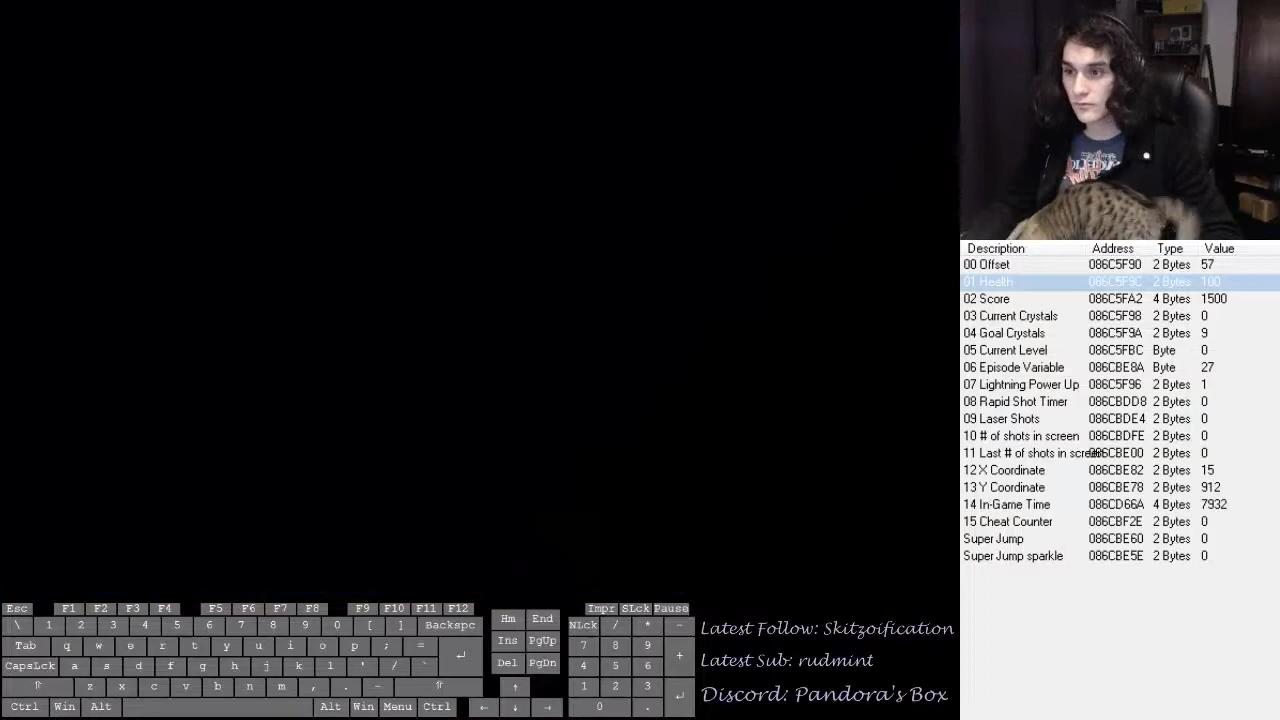 Description Address Type Value
00 Offset 086C5F90 2 Bytes 57
01 Health 086C5F9C 2 Bytes 100
02 Score 086C5FA2 4 Bytes 1500
03 Current Crystals 086C5F98 2 Bytes 0
04 Goal Crystals 086C5F9A 2 Bytes 9
05 Current Level 086C5FBC Byte 0
06 Episode Variable 086CBE8A Byte 27
07 Lightning Power Up 086C5F96 2 Bytes 1
08 Rapid Shot Timer 086CBDD8 2 Bytes 0
09 Laser Shots 086CBDE4 2 Bytes 0
10 # of shots in screen 086CBDFE 2 Bytes 0
11 Last # of shots in screen 086CBE00 2 Bytes 0
12 X Coordinate 086CBE82 2 Bytes 15
13 Y Coordinate 086CBE78 2 Bytes 912
14 In-Game Time 086CD66A 4 Bytes 7932
15 Cheat Counter 086CBF2E 2 Bytes 0
Super Jump 086CBE60 2 Bytes 0
Super Jump sparkle 086CBE5E 2 Bytes 0
Esc F1 F2 F3 F4 F5 F6 F7 F8 F9 F10 F11 F12 Impr SLck Pause
\ 1 2 3 4 5 6 7 8 9 0 [ ] Backspc Hm End NLck / * -
Tab q w e r t y u i o p ; = Ins PgUp 7 8 9 +
CapsLck a s d f g h j k l ' / ` Del PgDn 4 5 6
⇧ z x c v b n m , . - ⇧ ↑ 1 2 3
Ctrl Win Alt Alt Win Menu Ctrl ← ↓ → 0 .
Latest Follow: Skitzoification
Latest Sub: rudmint
Discord: Pandora's Box